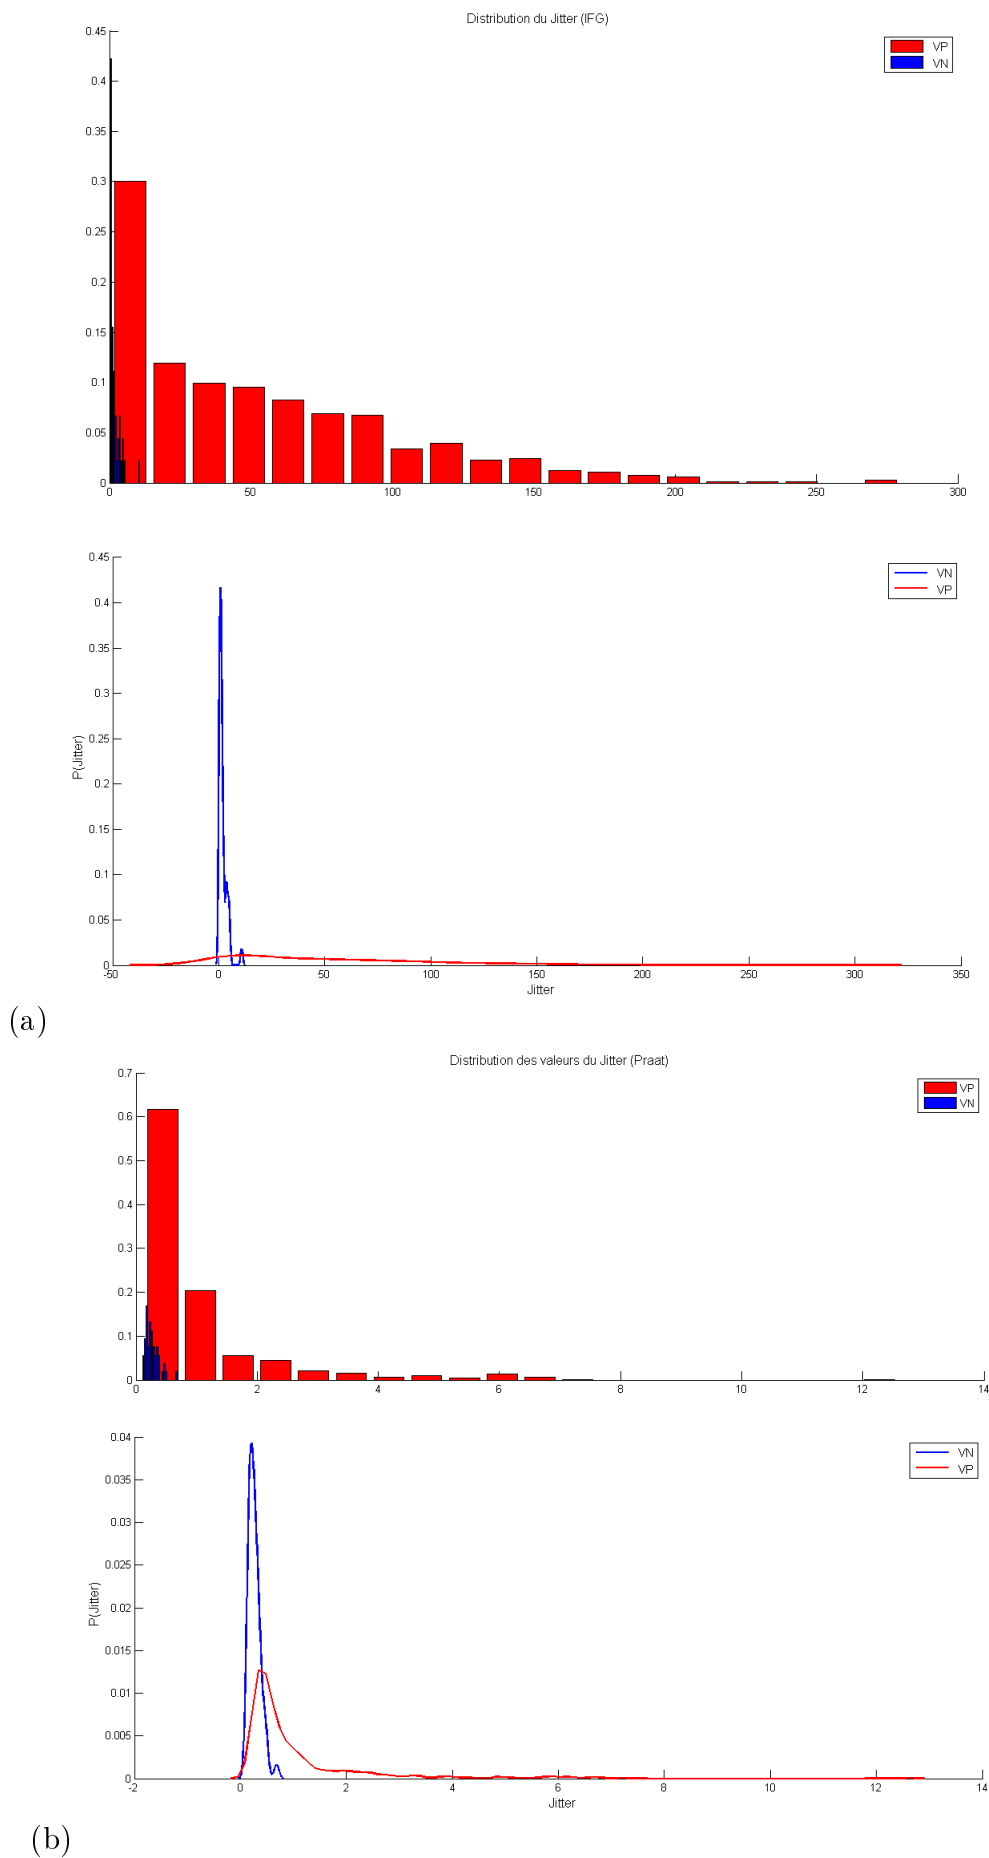 Distribution du Jitter (IFG)
0.45
0.4
0.35
0.3
0.25
0.2
0.15
0.1
0.05
0
0 50 100 150 200 250 300
VP
VN
0.45
0.4
0.35
0.3
0.25
0.2
0.15
0.1
0.05
0
P(Jitter)
-50 0 50 100 150 200 250 300 350
Jitter
VN
VP
(a)
Distribution des valeurs du Jitter (Praat)
0.7
0.6
0.5
0.4
0.3
0.2
0.1
0
0 2 4 6 8 10 12 14
VP
VN
0.04
0.035
0.03
0.025
0.02
0.015
0.01
0.005
0
P(Jitter)
-2 0 2 4 6 8 10 12 14
Jitter
VN
VP
(b)